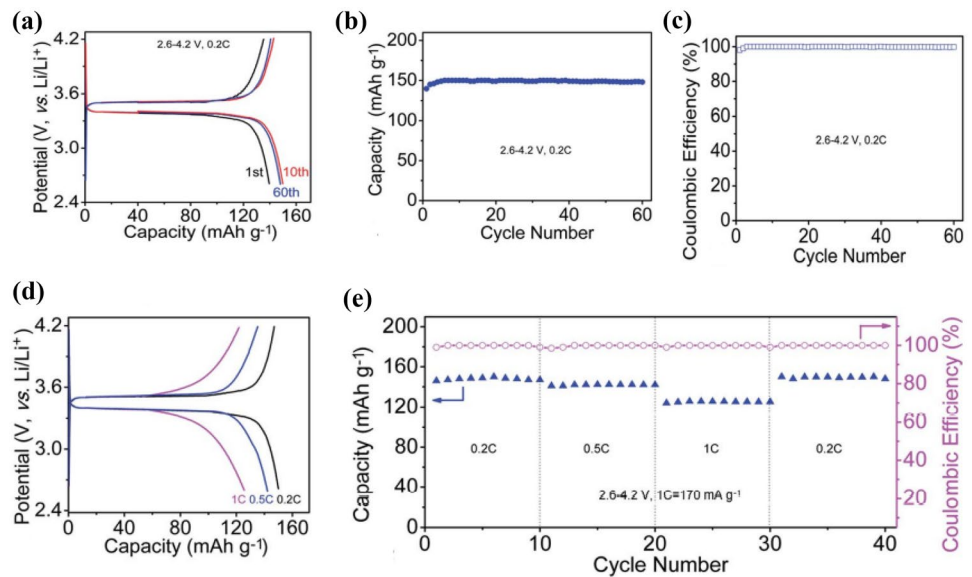 (a)
4.2
3.6
3.0
2.4
Potential (V, vs. Li/Li+)
2.6-4.2 V, 0.2C
1st
10th
60th
0 40 80 120 160
Capacity (mAh g-1)
(b)
200
150
100
50
0
Capacity (mAh g-1)
2.6-4.2 V, 0.2C
0 20 40 60
Cycle Number
(c)
100
80
60
40
20
0
Coulombic Efficiency (%)
2.6-4.2 V, 0.2C
0 20 40 60
Cycle Number
(d)
4.2
3.6
3.0
2.4
Potential (V, vs. Li/Li+)
1C 0.5C 0.2C
0 40 80 120 160
Capacity (mAh g-1)
(e)
200
160
120
80
40
0
Capacity (mAh g-1)
0.2C
0.5C
1C
0.2C
2.6-4.2 V, 1C=170 mA g-1
0 10 20 30 40
Cycle Number
100
80
60
40
20
Coulombic Efficiency (%)